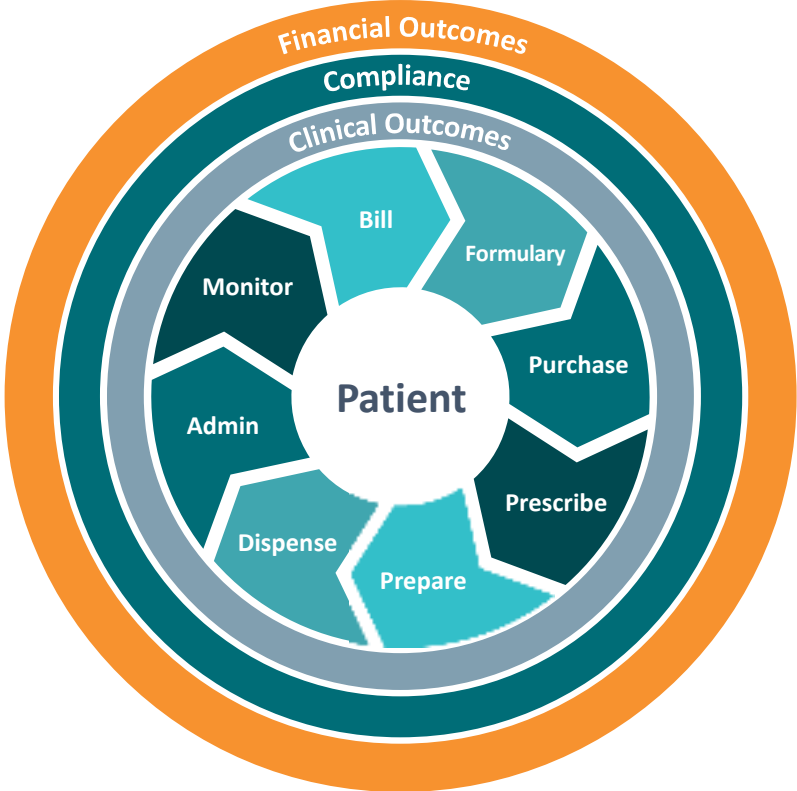 Financial Outcomes
Compliance
Clinical Outcomes
Bill
Formulary
Purchase
Prescribe
Prepare
Dispense
Admin
Monitor
Patient